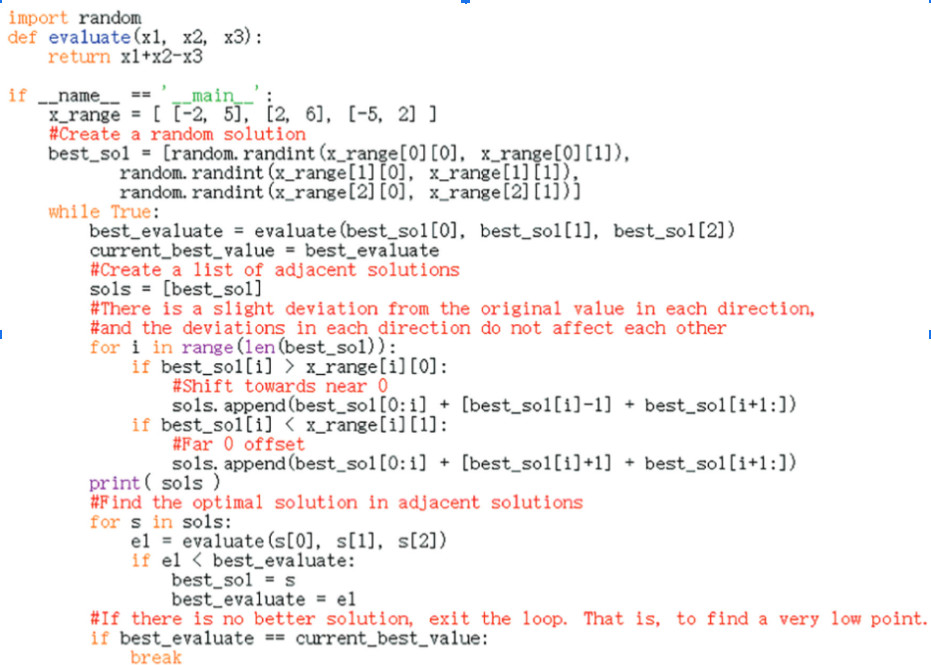 import random
def evaluate(x1, x2, x3):
    return x1+x2-x3

if __name__ == '__main__':
    x_range = [ [-2, 5], [2, 6], [-5, 2] ]
    #Create a random solution
    best_sol = [random.randint(x_range[0][0], x_range[0][1]),
           random.randint(x_range[1][0], x_range[1][1]),
           random.randint(x_range[2][0], x_range[2][1])]
    while True:
        best_evaluate = evaluate(best_sol[0], best_sol[1], best_sol[2])
        current_best_value = best_evaluate
        #Create a list of adjacent solutions
        sols = [best_sol]
        #There is a slight deviation from the original value in each direction,
        #and the deviations in each direction do not affect each other
        for i in range(len(best_sol)):
            if best_sol[i] > x_range[i][0]:
                #Shift towards near 0
                sols.append(best_sol[0:i] + [best_sol[i]-1] + best_sol[i+1:])
            if best_sol[i] < x_range[i][1]:
                #Far 0 offset
                sols.append(best_sol[0:i] + [best_sol[i]+1] + best_sol[i+1:])
        print( sols )
        #Find the optimal solution in adjacent solutions
        for s in sols:
            el = evaluate(s[0], s[1], s[2])
            if el < best_evaluate:
                best_sol = s
                best_evaluate = el
        #If there is no better solution, exit the loop. That is, to find a very low point.
        if best_evaluate == current_best_value:
            break